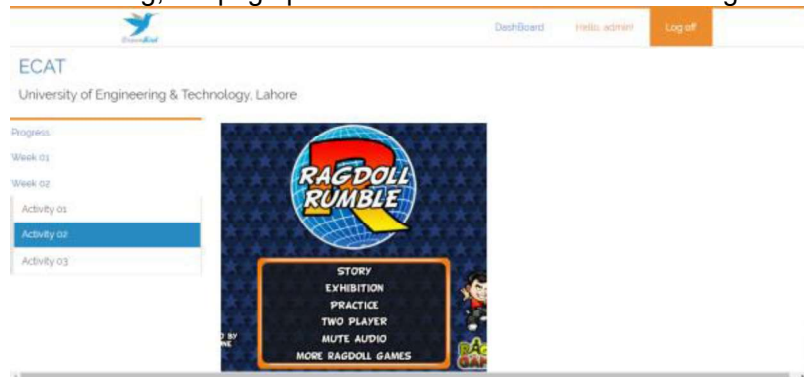 DashBoard Hello, admin! Log off
ECAT
University of Engineering & Technology, Lahore
Progress
Week 01
Week 02
Activity 01
Activity 02
Activity 03
RAGDOLL
RUMBLE
STORY
EXHIBITION
PRACTICE
TWO PLAYER
MUTE AUDIO
MORE RAGDOLL GAMES
D BY